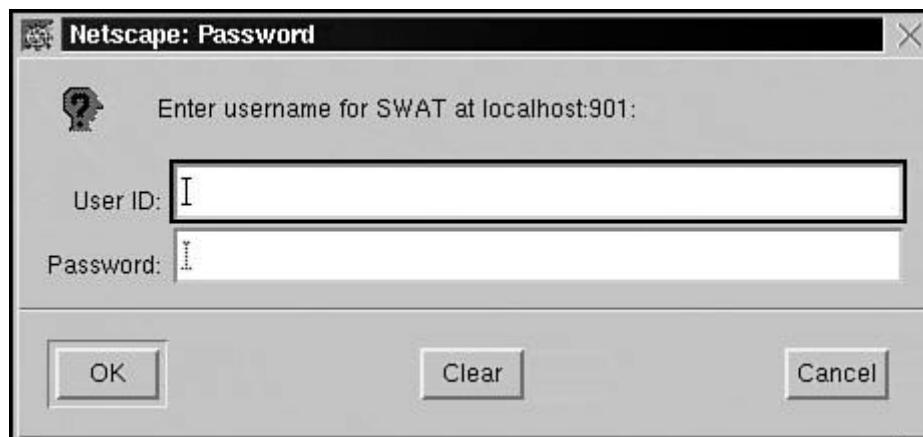 Netscape: Password
Enter username for SWAT at localhost:901:
User ID:
Password:
OK Clear Cancel